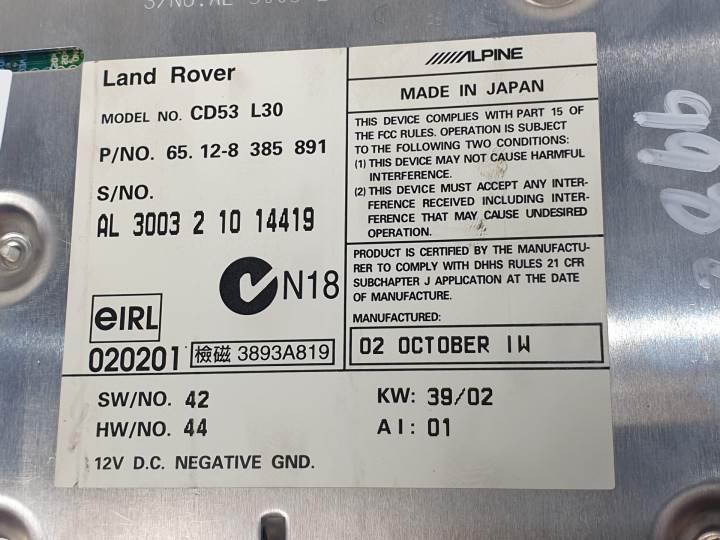 Land Rover
MODEL NO. CD53 L30
P/NO. 65. 12-8 385 891
S/NO.
AL 3003 2 10 14419
N18
eIRL
020201 檢磁 3893A819
ALPINE
MADE IN JAPAN
THIS DEVICE COMPLIES WITH PART 15 OF
THE FCC RULES. OPERATION IS SUBJECT
TO THE FOLLOWING TWO CONDITIONS:
(1) THIS DEVICE MAY NOT CAUSE HARMFUL
INTERFERENCE.
(2) THIS DEVICE MUST ACCEPT ANY INTER-
FERENCE RECEIVED INCLUDING INTER-
FERENCE THAT MAY CAUSE UNDESIRED
OPERATION.
PRODUCT IS CERTIFIED BY THE MANUFACTU-
RER TO COMPLY WITH DHHS RULES 21 CFR
SUBCHAPTER J APPLICATION AT THE DATE
OF MANUFACTURE.
MANUFACTURED:
02 OCTOBER 1W
SW/NO. 42
HW/NO. 44
12V D.C. NEGATIVE GND.
KW: 39/02
AI: 01